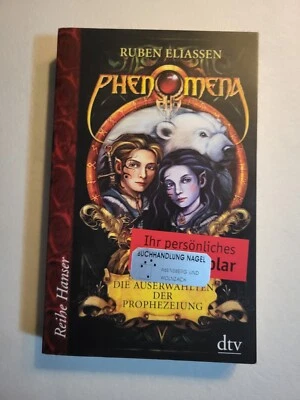 RUBEN ELIASSEN
PHENOMENA
Ihr persönliches
BUCHHANDLUNG NAGEL
plar
DIE AUSERWÄHLTEN
DER
PROPHEZEIUNG
Reihe Hanser
dtv